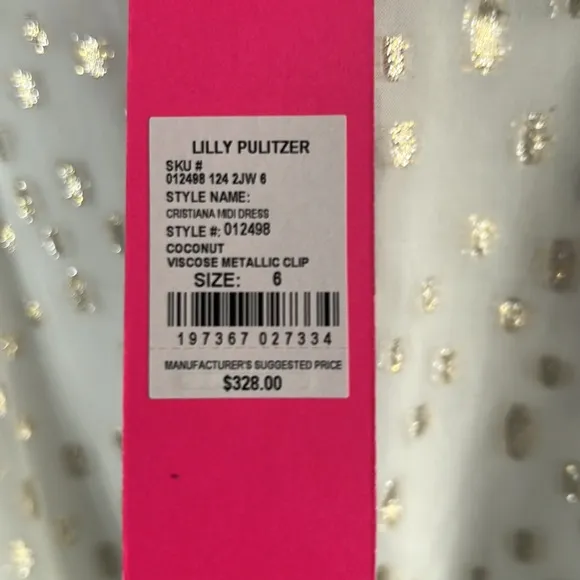 LILLY PULITZER
SKU #
012498 124 2JW 6
STYLE NAME:
CRISTIANA MIDI DRESS
STYLE #: 012498
COCONUT
VISCOSE METALLIC CLIP
SIZE: 6
197367 027334
MANUFACTURER'S SUGGESTED PRICE
$328.00